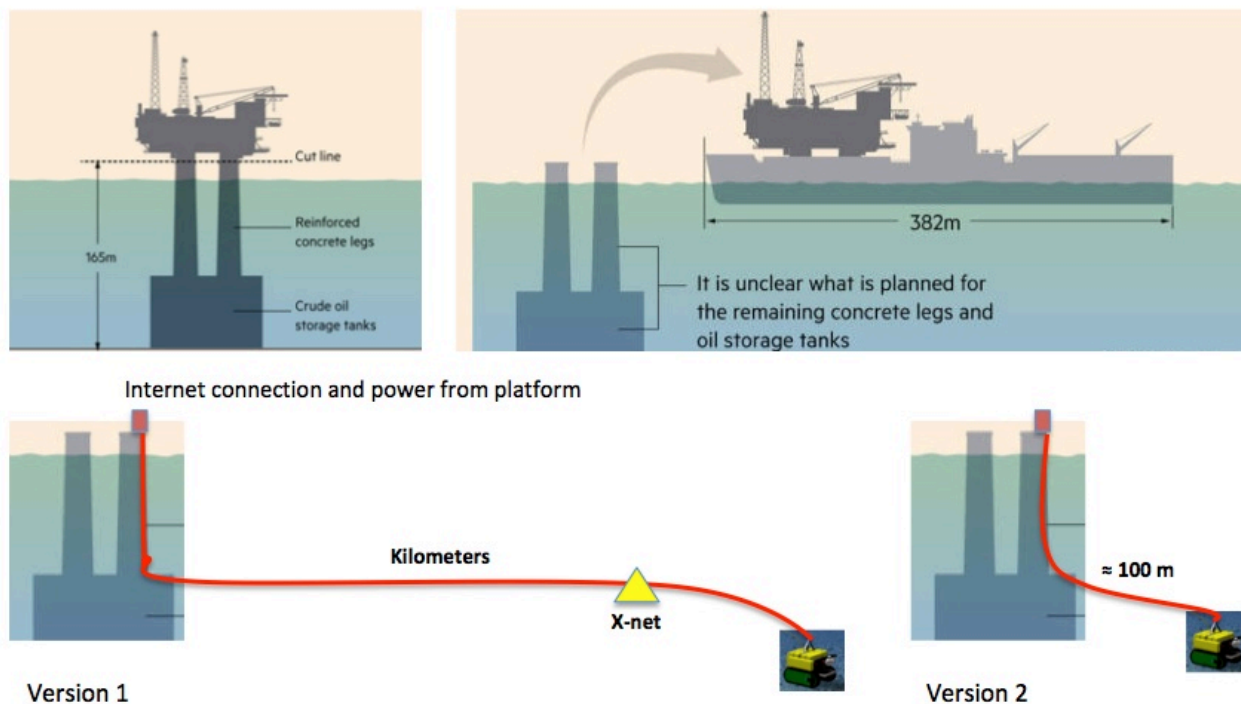 Cut line
Reinforced
concrete legs
165m
Crude oil
storage tanks
382m
It is unclear what is planned for
the remaining concrete legs and
oil storage tanks
Internet connection and power from platform
Kilometers
X-net
≈ 100 m
Version 1
Version 2